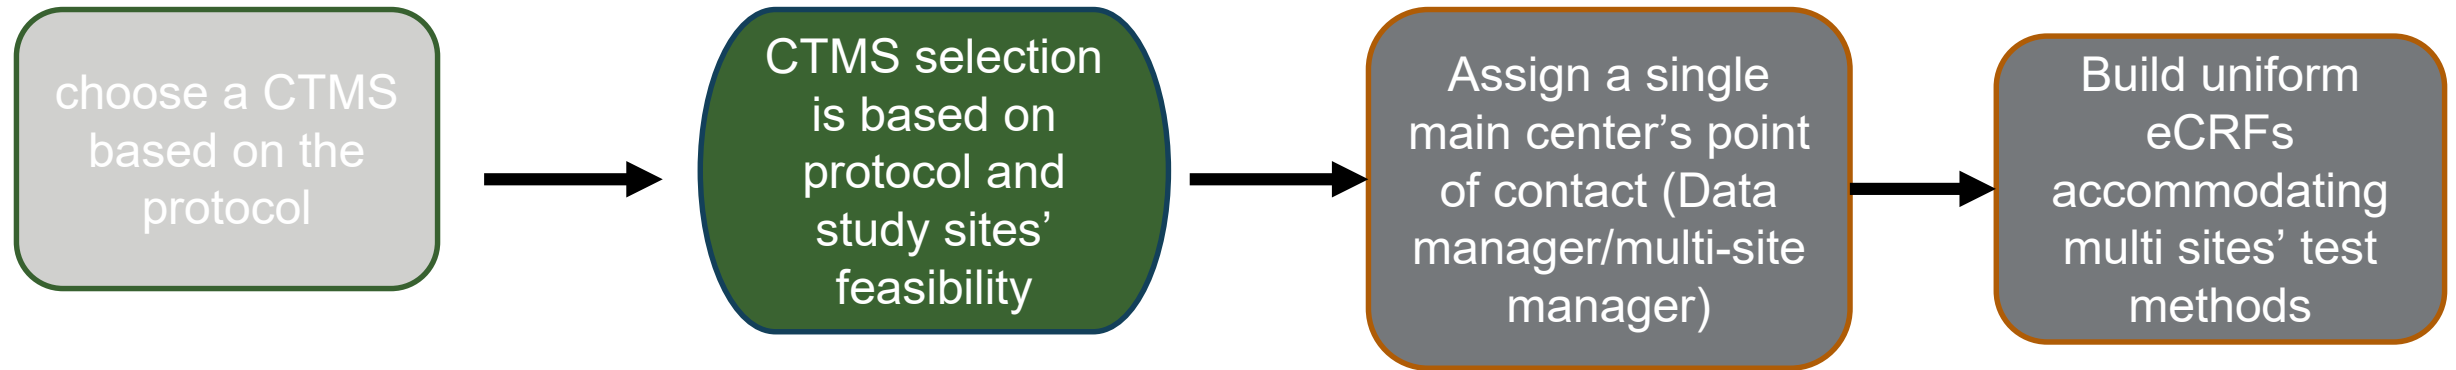 choose a CTMS
based on the
protocol
CTMS selection
is based on
protocol and
study sites’
feasibility
Assign a single
main center’s point
of contact (Data
manager/multi-site
manager)
Build uniform
eCRFs
accommodating
multi sites’ test
methods